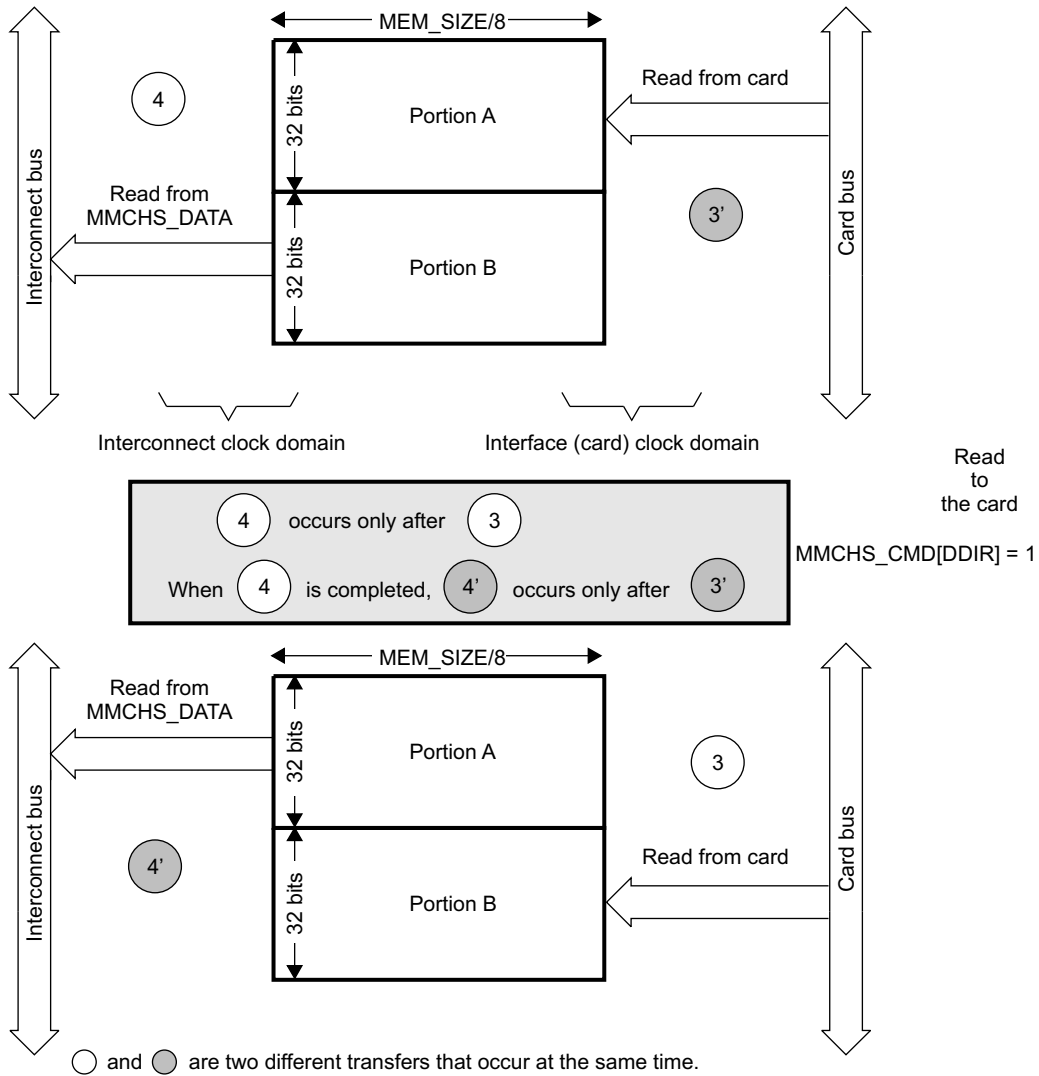 MEM_SIZE/8
Interconnect bus
4
Read from
MMCHS_DATA
32 bits
Portion A
32 bits
Portion B
Read from card
3’
Card bus
Interconnect clock domain
Interface (card) clock domain
Read
to
the card
MMCHS_CMD[DDIR] = 1
4 occurs only after 3
When 4 is completed, 4’ occurs only after 3’
MEM_SIZE/8
Interconnect bus
Read from
MMCHS_DATA
4’
32 bits
Portion A
32 bits
Portion B
3
Read from card
Card bus
and are two different transfers that occur at the same time.